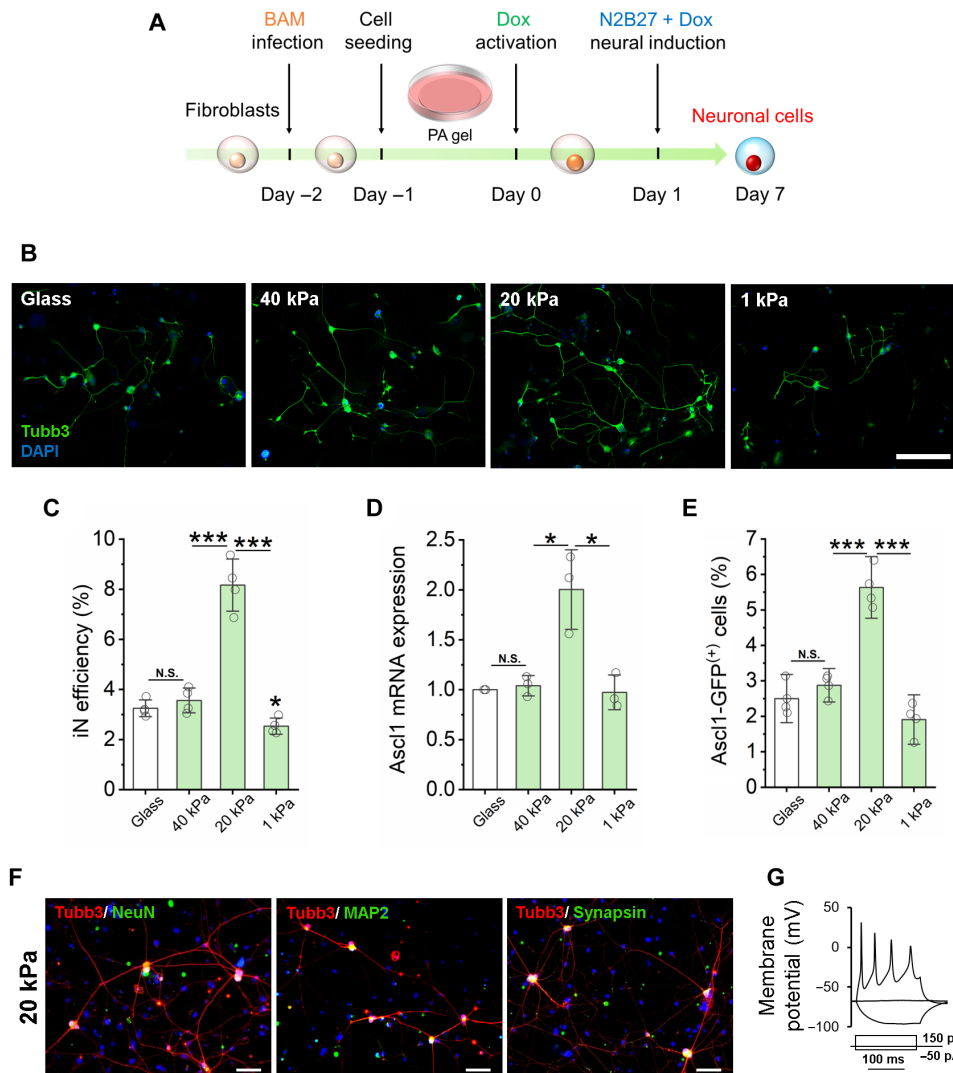 A
BAM
infection
Cell
seeding
Dox
activation
N2B27 + Dox
neural induction
Fibroblasts
PA gel
Neuronal cells
Day –2
Day –1
Day 0
Day 1
Day 7
B
Glass
40 kPa
20 kPa
1 kPa
Tubb3
DAPI
C
iN efficiency (%)
10
8
6
4
2
0
N.S.
***
***
*
Glass
40 kPa
20 kPa
1 kPa
D
Ascl1 mRNA expression
2.5
2.0
1.5
1.0
0.5
0.0
N.S.
*
*
Glass
40 kPa
20 kPa
1 kPa
E
Ascl1-GFP(+) cells (%)
7
6
5
4
3
2
1
0
N.S.
***
***
Glass
40 kPa
20 kPa
1 kPa
F
20 kPa
Tubb3/ NeuN
Tubb3/ MAP2
Tubb3/ Synapsin
G
Membrane
potential (mV)
50
0
−50
−100
150 p
−50 p
100 ms